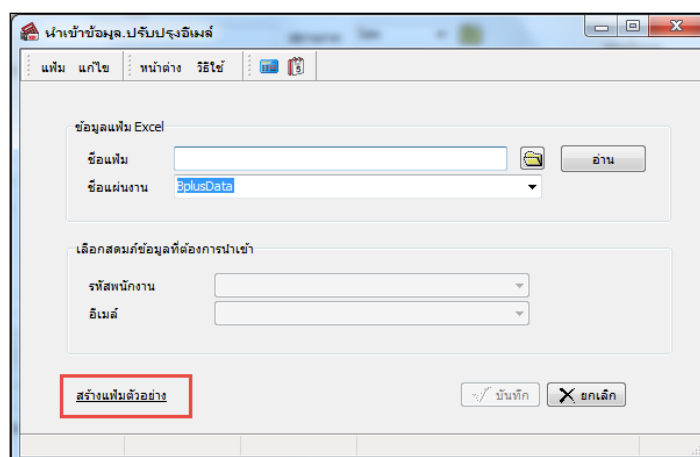 นำเข้าข้อมูล.ปรับปรุงอีเมล์
แฟ้ม แก้ไข หน้าต่าง วิธีใช้
ข้อมูลแฟ้ม Excel
ชื่อแฟ้ม
อ่าน
ชื่อแผ่นงาน BplusData
เลือกสดมภ์ข้อมูลที่ต้องการนำเข้า
รหัสพนักงาน
อีเมล์
สร้างแฟ้มตัวอย่าง บันทึก ยกเลิก